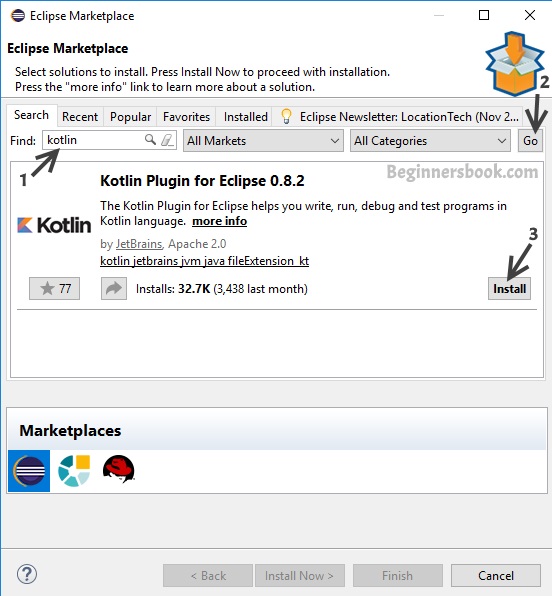 Eclipse Marketplace
Eclipse Marketplace
Select solutions to install. Press Install Now to proceed with installation.
Press the "more info" link to learn more about a solution.
2
Search Recent Popular Favorites Installed Eclipse Newsletter: LocationTech (Nov 2...
Find: kotlin All Markets All Categories Go
1
Beginnersbook.com
Kotlin Plugin for Eclipse 0.8.2
The Kotlin Plugin for Eclipse helps you write, run, debug and test programs in
Kotlin language. more info
Kotlin
by JetBrains, Apache 2.0
3
kotlin jetbrains jvm java fileExtension_kt
77 Installs: 32.7K (3,438 last month) Install
Marketplaces
? < Back Install Now > Finish Cancel